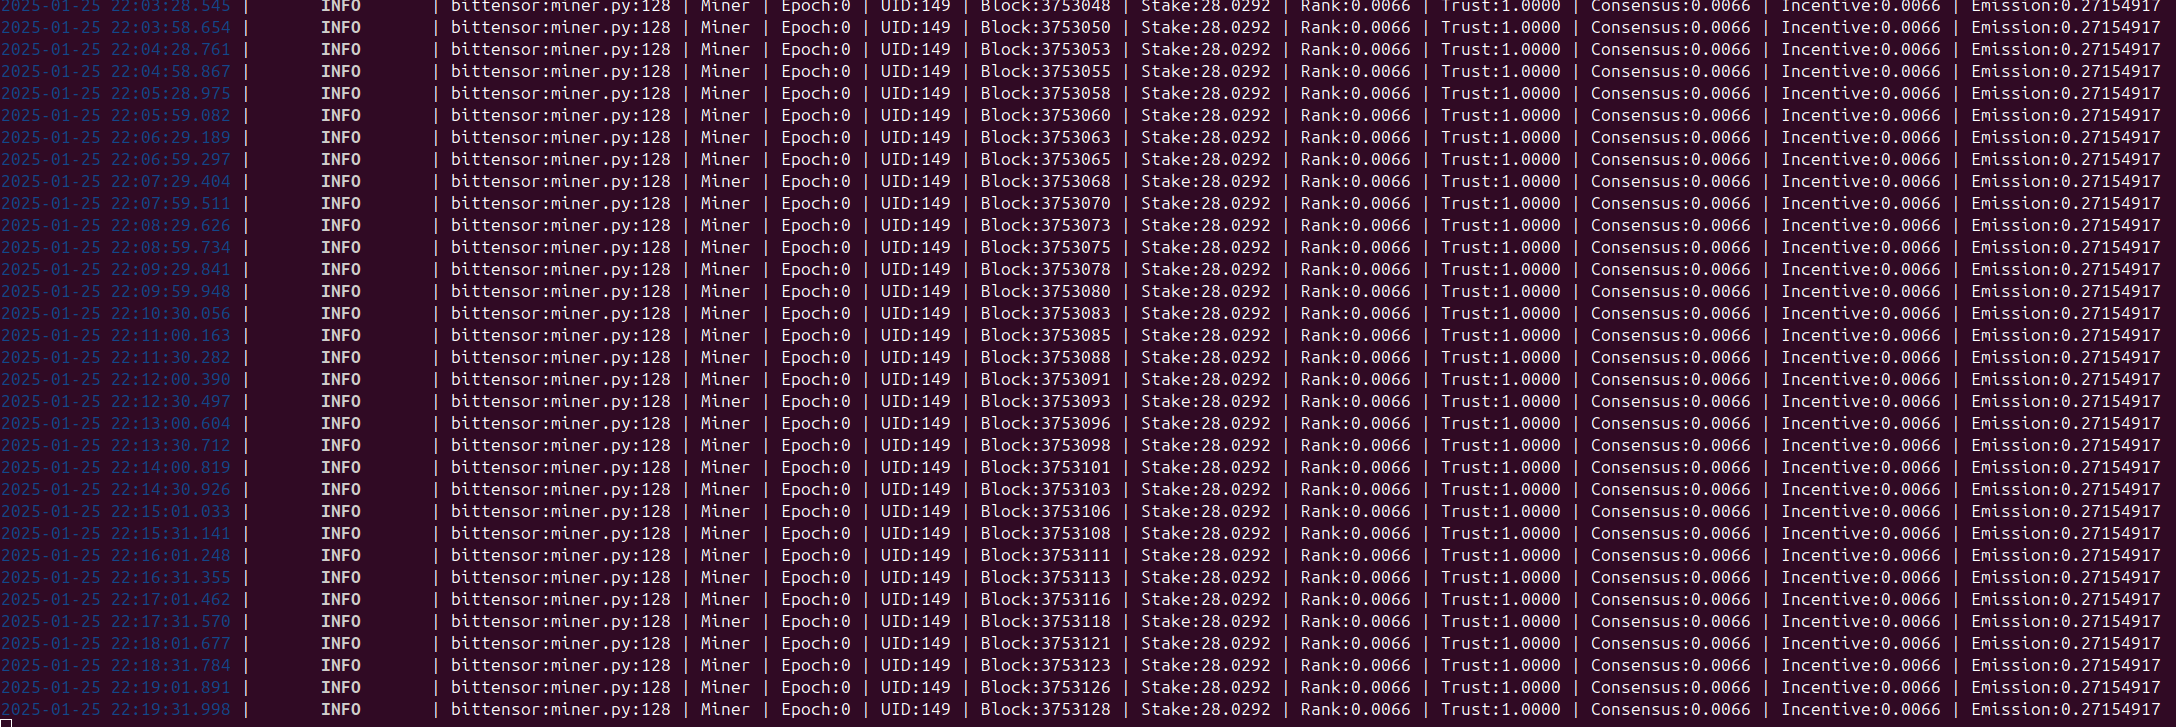 2025-01-25 22:03:28.545 | INFO | bittensor:miner.py:128 | Miner | Epoch:0 | UID:149 | Block:3753048 | Stake:28.0292 | Rank:0.0066 | Trust:1.0000 | Consensus:0.0066 | Incentive:0.0066 | Emission:0.27154917
2025-01-25 22:03:58.654 | INFO | bittensor:miner.py:128 | Miner | Epoch:0 | UID:149 | Block:3753050 | Stake:28.0292 | Rank:0.0066 | Trust:1.0000 | Consensus:0.0066 | Incentive:0.0066 | Emission:0.27154917
2025-01-25 22:04:28.761 | INFO | bittensor:miner.py:128 | Miner | Epoch:0 | UID:149 | Block:3753053 | Stake:28.0292 | Rank:0.0066 | Trust:1.0000 | Consensus:0.0066 | Incentive:0.0066 | Emission:0.27154917
2025-01-25 22:04:58.867 | INFO | bittensor:miner.py:128 | Miner | Epoch:0 | UID:149 | Block:3753055 | Stake:28.0292 | Rank:0.0066 | Trust:1.0000 | Consensus:0.0066 | Incentive:0.0066 | Emission:0.27154917
2025-01-25 22:05:28.975 | INFO | bittensor:miner.py:128 | Miner | Epoch:0 | UID:149 | Block:3753058 | Stake:28.0292 | Rank:0.0066 | Trust:1.0000 | Consensus:0.0066 | Incentive:0.0066 | Emission:0.27154917
2025-01-25 22:05:59.082 | INFO | bittensor:miner.py:128 | Miner | Epoch:0 | UID:149 | Block:3753060 | Stake:28.0292 | Rank:0.0066 | Trust:1.0000 | Consensus:0.0066 | Incentive:0.0066 | Emission:0.27154917
2025-01-25 22:06:29.189 | INFO | bittensor:miner.py:128 | Miner | Epoch:0 | UID:149 | Block:3753063 | Stake:28.0292 | Rank:0.0066 | Trust:1.0000 | Consensus:0.0066 | Incentive:0.0066 | Emission:0.27154917
2025-01-25 22:06:59.297 | INFO | bittensor:miner.py:128 | Miner | Epoch:0 | UID:149 | Block:3753065 | Stake:28.0292 | Rank:0.0066 | Trust:1.0000 | Consensus:0.0066 | Incentive:0.0066 | Emission:0.27154917
2025-01-25 22:07:29.404 | INFO | bittensor:miner.py:128 | Miner | Epoch:0 | UID:149 | Block:3753068 | Stake:28.0292 | Rank:0.0066 | Trust:1.0000 | Consensus:0.0066 | Incentive:0.0066 | Emission:0.27154917
2025-01-25 22:07:59.511 | INFO | bittensor:miner.py:128 | Miner | Epoch:0 | UID:149 | Block:3753070 | Stake:28.0292 | Rank:0.0066 | Trust:1.0000 | Consensus:0.0066 | Incentive:0.0066 | Emission:0.27154917
2025-01-25 22:08:29.626 | INFO | bittensor:miner.py:128 | Miner | Epoch:0 | UID:149 | Block:3753073 | Stake:28.0292 | Rank:0.0066 | Trust:1.0000 | Consensus:0.0066 | Incentive:0.0066 | Emission:0.27154917
2025-01-25 22:08:59.734 | INFO | bittensor:miner.py:128 | Miner | Epoch:0 | UID:149 | Block:3753075 | Stake:28.0292 | Rank:0.0066 | Trust:1.0000 | Consensus:0.0066 | Incentive:0.0066 | Emission:0.27154917
2025-01-25 22:09:29.841 | INFO | bittensor:miner.py:128 | Miner | Epoch:0 | UID:149 | Block:3753078 | Stake:28.0292 | Rank:0.0066 | Trust:1.0000 | Consensus:0.0066 | Incentive:0.0066 | Emission:0.27154917
2025-01-25 22:09:59.948 | INFO | bittensor:miner.py:128 | Miner | Epoch:0 | UID:149 | Block:3753080 | Stake:28.0292 | Rank:0.0066 | Trust:1.0000 | Consensus:0.0066 | Incentive:0.0066 | Emission:0.27154917
2025-01-25 22:10:30.056 | INFO | bittensor:miner.py:128 | Miner | Epoch:0 | UID:149 | Block:3753083 | Stake:28.0292 | Rank:0.0066 | Trust:1.0000 | Consensus:0.0066 | Incentive:0.0066 | Emission:0.27154917
2025-01-25 22:11:00.163 | INFO | bittensor:miner.py:128 | Miner | Epoch:0 | UID:149 | Block:3753085 | Stake:28.0292 | Rank:0.0066 | Trust:1.0000 | Consensus:0.0066 | Incentive:0.0066 | Emission:0.27154917
2025-01-25 22:11:30.282 | INFO | bittensor:miner.py:128 | Miner | Epoch:0 | UID:149 | Block:3753088 | Stake:28.0292 | Rank:0.0066 | Trust:1.0000 | Consensus:0.0066 | Incentive:0.0066 | Emission:0.27154917
2025-01-25 22:12:00.390 | INFO | bittensor:miner.py:128 | Miner | Epoch:0 | UID:149 | Block:3753091 | Stake:28.0292 | Rank:0.0066 | Trust:1.0000 | Consensus:0.0066 | Incentive:0.0066 | Emission:0.27154917
2025-01-25 22:12:30.497 | INFO | bittensor:miner.py:128 | Miner | Epoch:0 | UID:149 | Block:3753093 | Stake:28.0292 | Rank:0.0066 | Trust:1.0000 | Consensus:0.0066 | Incentive:0.0066 | Emission:0.27154917
2025-01-25 22:13:00.604 | INFO | bittensor:miner.py:128 | Miner | Epoch:0 | UID:149 | Block:3753096 | Stake:28.0292 | Rank:0.0066 | Trust:1.0000 | Consensus:0.0066 | Incentive:0.0066 | Emission:0.27154917
2025-01-25 22:13:30.712 | INFO | bittensor:miner.py:128 | Miner | Epoch:0 | UID:149 | Block:3753098 | Stake:28.0292 | Rank:0.0066 | Trust:1.0000 | Consensus:0.0066 | Incentive:0.0066 | Emission:0.27154917
2025-01-25 22:14:00.819 | INFO | bittensor:miner.py:128 | Miner | Epoch:0 | UID:149 | Block:3753101 | Stake:28.0292 | Rank:0.0066 | Trust:1.0000 | Consensus:0.0066 | Incentive:0.0066 | Emission:0.27154917
2025-01-25 22:14:30.926 | INFO | bittensor:miner.py:128 | Miner | Epoch:0 | UID:149 | Block:3753103 | Stake:28.0292 | Rank:0.0066 | Trust:1.0000 | Consensus:0.0066 | Incentive:0.0066 | Emission:0.27154917
2025-01-25 22:15:01.033 | INFO | bittensor:miner.py:128 | Miner | Epoch:0 | UID:149 | Block:3753106 | Stake:28.0292 | Rank:0.0066 | Trust:1.0000 | Consensus:0.0066 | Incentive:0.0066 | Emission:0.27154917
2025-01-25 22:15:31.141 | INFO | bittensor:miner.py:128 | Miner | Epoch:0 | UID:149 | Block:3753108 | Stake:28.0292 | Rank:0.0066 | Trust:1.0000 | Consensus:0.0066 | Incentive:0.0066 | Emission:0.27154917
2025-01-25 22:16:01.248 | INFO | bittensor:miner.py:128 | Miner | Epoch:0 | UID:149 | Block:3753111 | Stake:28.0292 | Rank:0.0066 | Trust:1.0000 | Consensus:0.0066 | Incentive:0.0066 | Emission:0.27154917
2025-01-25 22:16:31.355 | INFO | bittensor:miner.py:128 | Miner | Epoch:0 | UID:149 | Block:3753113 | Stake:28.0292 | Rank:0.0066 | Trust:1.0000 | Consensus:0.0066 | Incentive:0.0066 | Emission:0.27154917
2025-01-25 22:17:01.462 | INFO | bittensor:miner.py:128 | Miner | Epoch:0 | UID:149 | Block:3753116 | Stake:28.0292 | Rank:0.0066 | Trust:1.0000 | Consensus:0.0066 | Incentive:0.0066 | Emission:0.27154917
2025-01-25 22:17:31.570 | INFO | bittensor:miner.py:128 | Miner | Epoch:0 | UID:149 | Block:3753118 | Stake:28.0292 | Rank:0.0066 | Trust:1.0000 | Consensus:0.0066 | Incentive:0.0066 | Emission:0.27154917
2025-01-25 22:18:01.677 | INFO | bittensor:miner.py:128 | Miner | Epoch:0 | UID:149 | Block:3753121 | Stake:28.0292 | Rank:0.0066 | Trust:1.0000 | Consensus:0.0066 | Incentive:0.0066 | Emission:0.27154917
2025-01-25 22:18:31.784 | INFO | bittensor:miner.py:128 | Miner | Epoch:0 | UID:149 | Block:3753123 | Stake:28.0292 | Rank:0.0066 | Trust:1.0000 | Consensus:0.0066 | Incentive:0.0066 | Emission:0.27154917
2025-01-25 22:19:01.891 | INFO | bittensor:miner.py:128 | Miner | Epoch:0 | UID:149 | Block:3753126 | Stake:28.0292 | Rank:0.0066 | Trust:1.0000 | Consensus:0.0066 | Incentive:0.0066 | Emission:0.27154917
2025-01-25 22:19:31.998 | INFO | bittensor:miner.py:128 | Miner | Epoch:0 | UID:149 | Block:3753128 | Stake:28.0292 | Rank:0.0066 | Trust:1.0000 | Consensus:0.0066 | Incentive:0.0066 | Emission:0.27154917